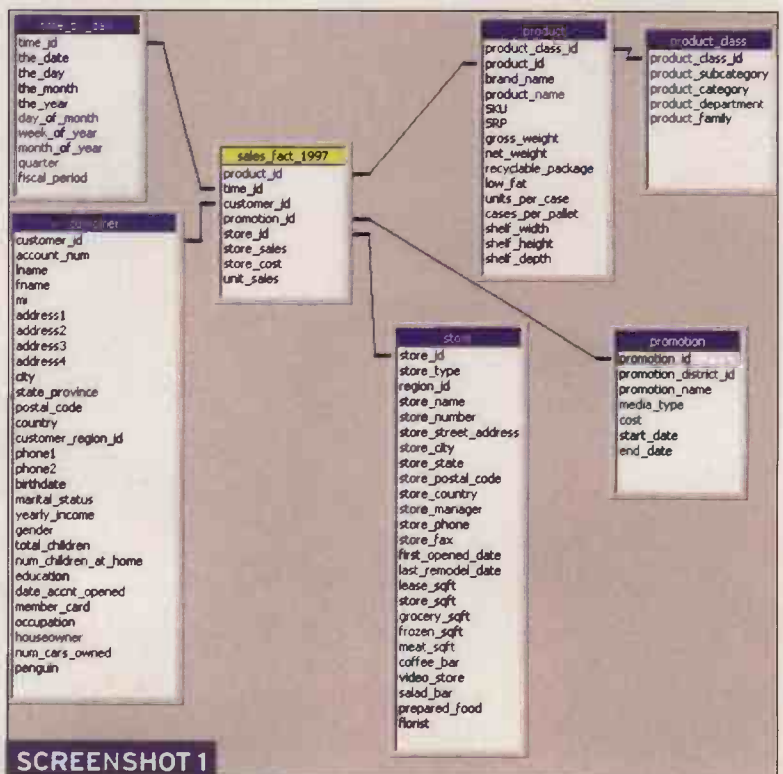 time_id
the_date
the_day
the_month
the_year
day_of_month
week_of_year
month_of_year
quarter
fiscal_period
customer_id
account_num
lname
fname
mi
address1
address2
address3
address4
city
state_province
postal_code
country
customer_region_id
phone1
phone2
birthdate
marital_status
yearly_income
gender
total_children
num_children_at_home
education
date_accnt_opened
member_card
occupation
houseowner
num_cars_owned
penguin
sales_fact_1997
product_id
time_id
customer_id
promotion_id
store_id
store_sales
store_cost
unit_sales
product
product_class_id
product_id
brand_name
product_name
SKU
SRP
gross_weight
net_weight
recyclable_package
low_fat
units_per_case
cases_per_pallet
shelf_width
shelf_height
shelf_depth
product_class
product_class_id
product_subcategory
product_category
product_department
product_family
store
store_id
store_type
region_id
store_name
store_number
store_street_address
store_city
store_state
store_postal_code
store_country
store_manager
store_phone
store_fax
first_opened_date
last_remodel_date
lease_sqft
store_sqft
grocery_sqft
frozen_sqft
meat_sqft
coffee_bar
video_store
salad_bar
prepared_food
florist
promotion
promotion_id
promotion_district_id
promotion_name
media_type
cost
start_date
end_date
SCREENSHOT 1